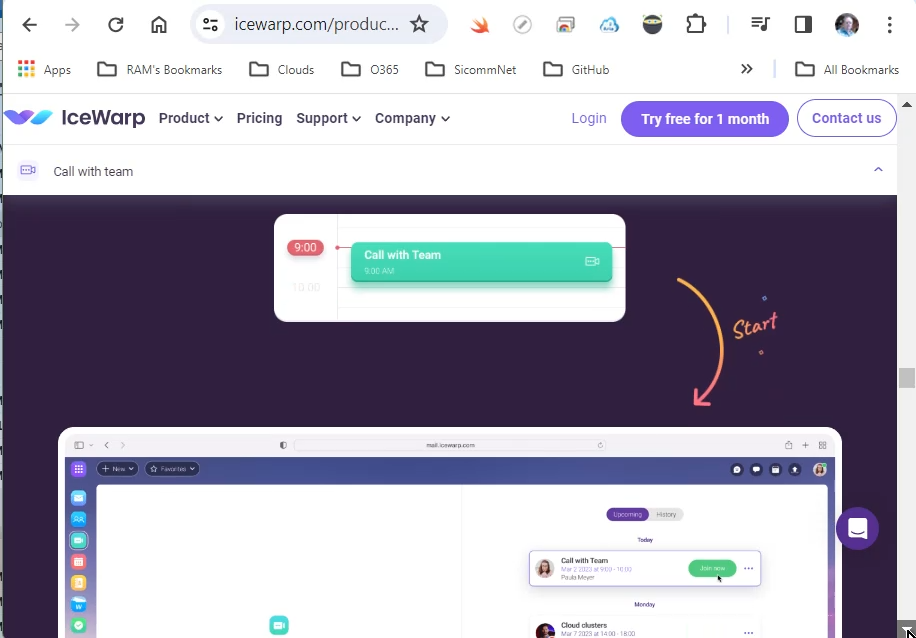 icewarp.com/produc...
Apps RAM's Bookmarks Clouds O365 SicommNet GitHub » All Bookmarks
IceWarp Product Pricing Support Company Login Try free for 1 month Contact us
Call with team
9:00 Call with Team
9:00 AM
10:00
Start
mail.icewarp.com
+ New Favorites
Upcoming History
Today
Call with Team
Mar 2 2023 at 9:00 - 10:00
Paula Meyer
Join now
Monday
Cloud clusters
Mar 7 2023 at 14:00 - 18:00